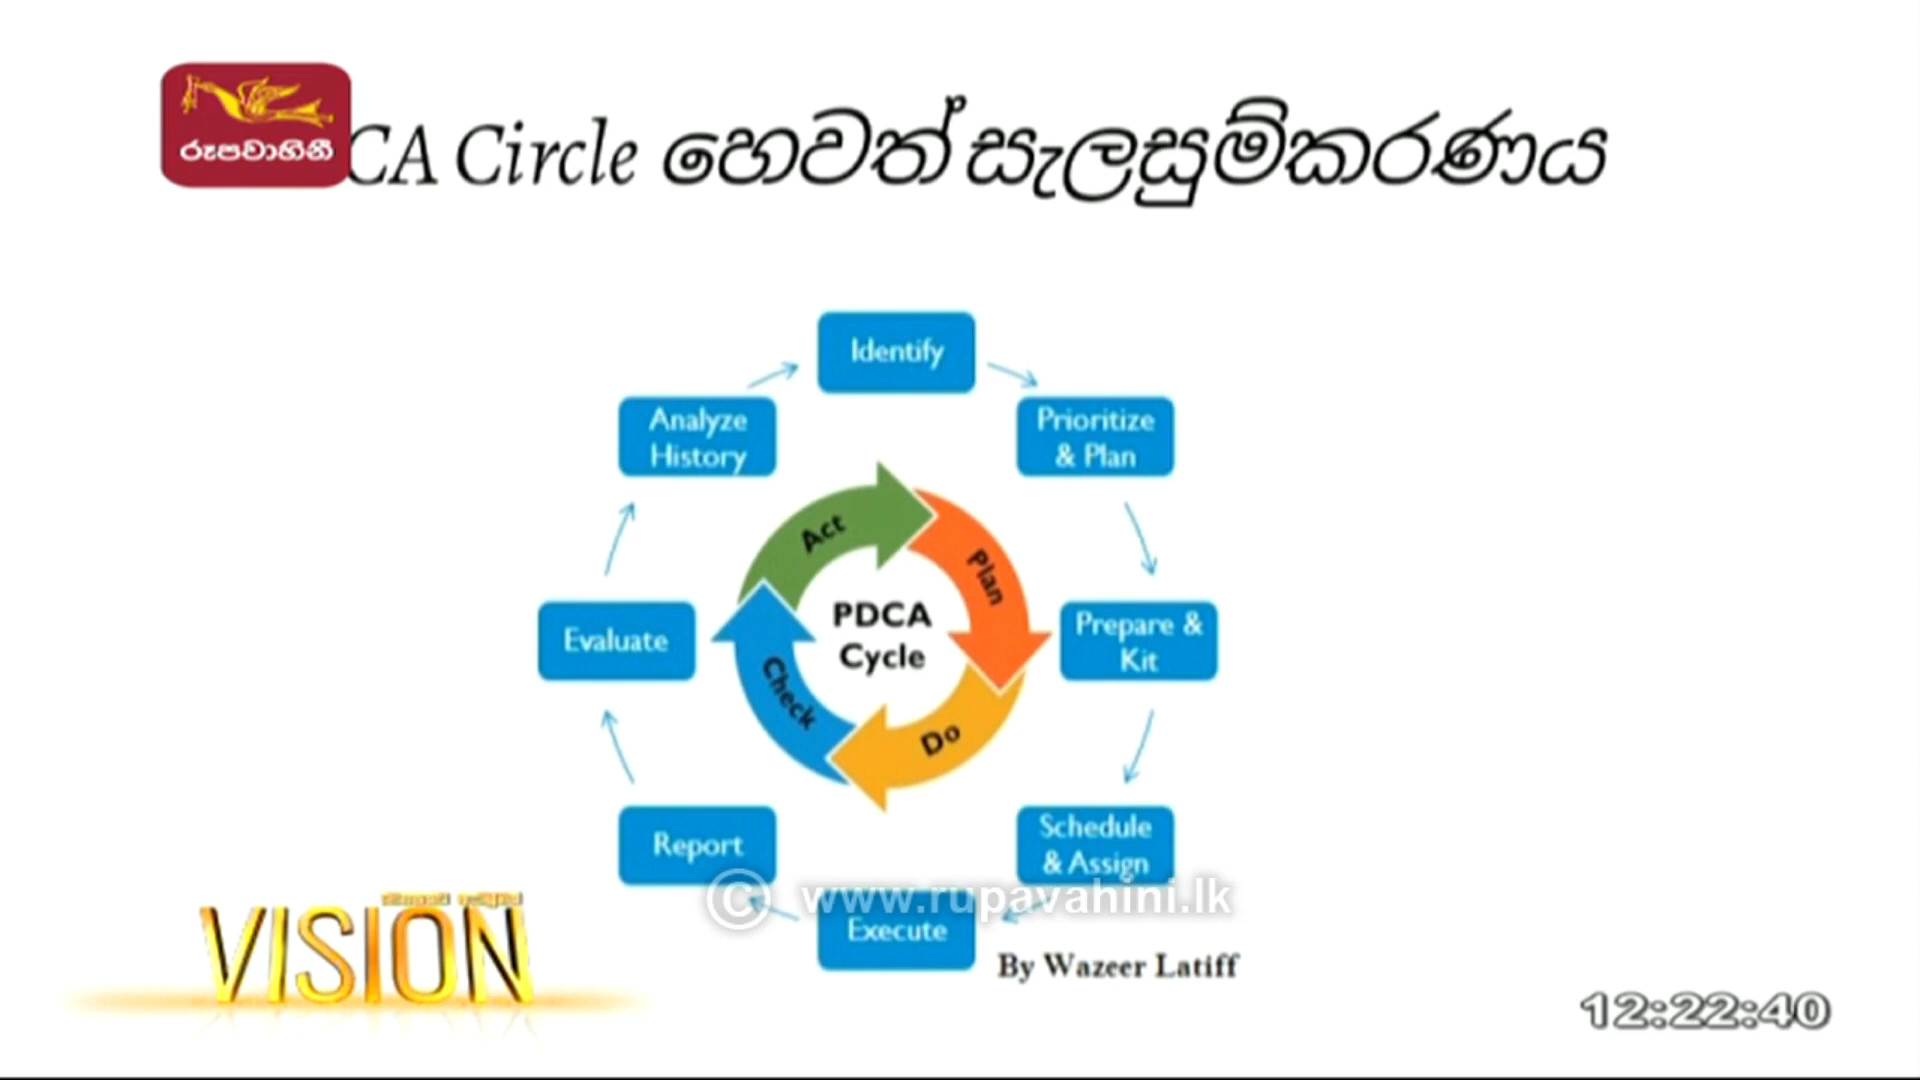 රූපවාහිනී
CA Circle හෙවත් සැලසුම්කරණය
Identify
Prioritize
& Plan
Prepare &
Kit
Schedule
& Assign
Execute
Report
Evaluate
Analyze
History
Act
Plan
Do
Check
PDCA
Cycle
© www.rupavahini.lk
By Wazeer Latiff
VISION
12:22:40